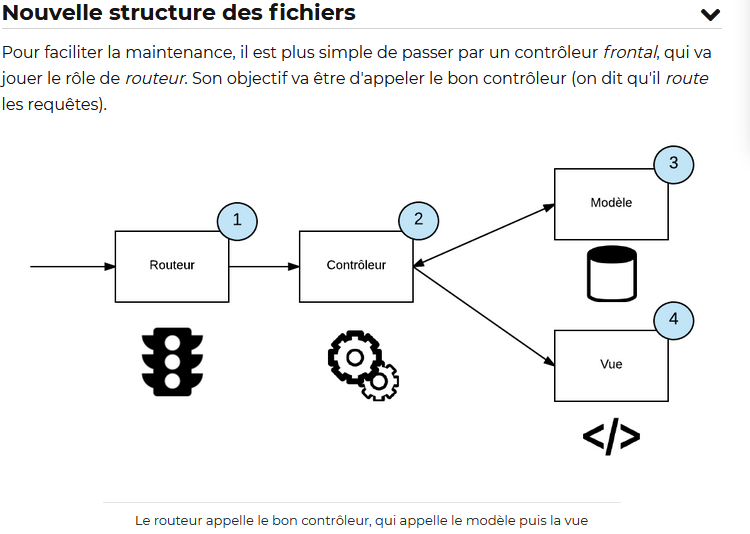 Nouvelle structure des fichiers
Pour faciliter la maintenance, il est plus simple de passer par un contrôleur frontal, qui va
jouer le rôle de routeur. Son objectif va être d'appeler le bon contrôleur (on dit qu'il route
les requêtes).
1
Routeur
2
Contrôleur
3
Modèle
4
Vue
</>
Le routeur appelle le bon contrôleur, qui appelle le modèle puis la vue